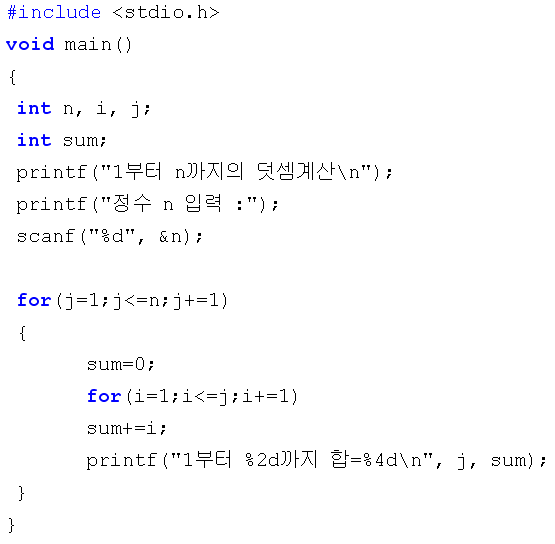 #include <stdio.h>
void main()
{
int n, i, j;
int sum;
printf("1부터 n까지의 덧셈계산\n");
printf("정수 n 입력 :");
scanf("%d", &n);
for(j=1;j<=n;j+=1)
{
sum=0;
for(i=1;i<=j;i+=1)
sum+=i;
printf("1부터 %2d까지 합=%4d\n", j, sum);
}
}